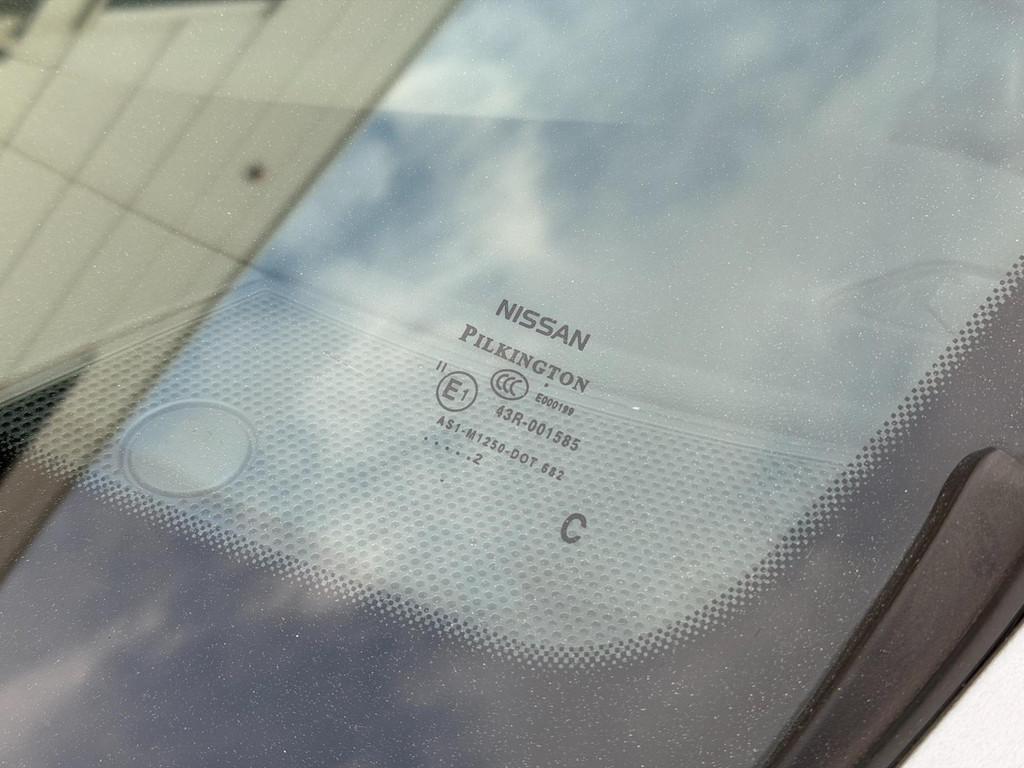 NISSAN
PILKINGTON
II
E1 CCC E000199
43R-001585
AS1-M1250-DOT 682
.....2
C